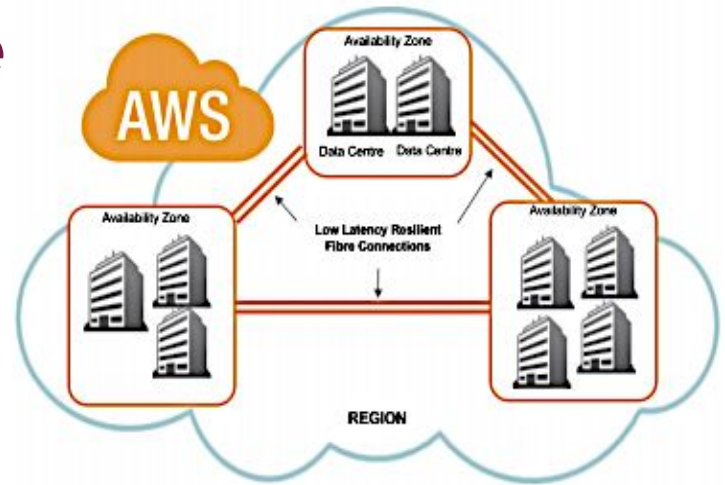 e
AWS
Availability Zone
Data Centre Data Centre
Availability Zone
Availability Zone
Low Latency Resilient
Fibre Connections
REGION